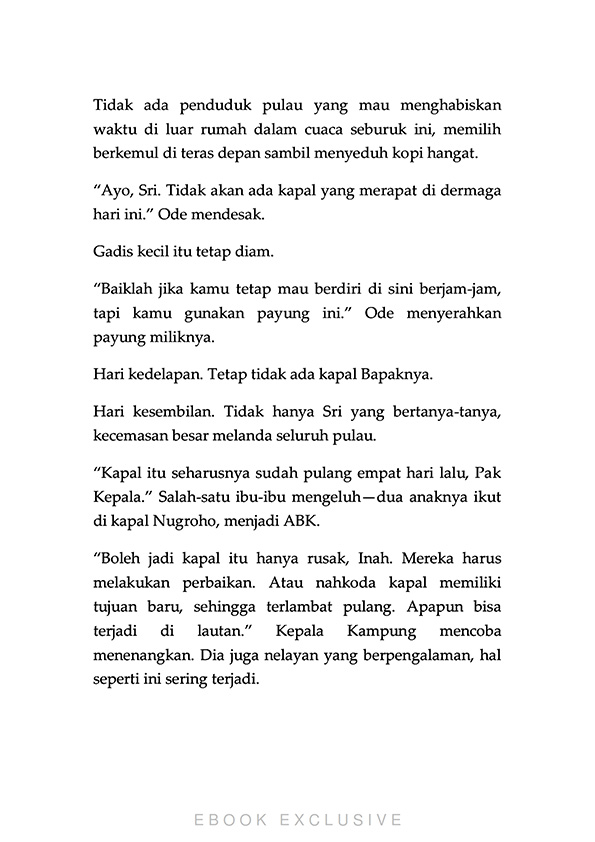 Tidak ada penduduk pulau yang mau menghabiskan
waktu di luar rumah dalam cuaca seburuk ini, memilih
berkemul di teras depan sambil menyeduh kopi hangat.
“Ayo, Sri. Tidak akan ada kapal yang merapat di dermaga
hari ini.” Ode mendesak.
Gadis kecil itu tetap diam.
“Baiklah jika kamu tetap mau berdiri di sini berjam-jam,
tapi kamu gunakan payung ini.” Ode menyerahkan
payung miliknya.
Hari kedelapan. Tetap tidak ada kapal Bapaknya.
Hari kesembilan. Tidak hanya Sri yang bertanya-tanya,
kecemasan besar melanda seluruh pulau.
“Kapal itu seharusnya sudah pulang empat hari lalu, Pak
Kepala.” Salah-satu ibu-ibu mengeluh—dua anaknya ikut
di kapal Nugroho, menjadi ABK.
“Boleh jadi kapal itu hanya rusak, Inah. Mereka harus
melakukan perbaikan. Atau nahkoda kapal memiliki
tujuan baru, sehingga terlambat pulang. Apapun bisa
terjadi di lautan.” Kepala Kampung mencoba
menenangkan. Dia juga nelayan yang berpengalaman, hal
seperti ini sering terjadi.
EBOOK EXCLUSIVE